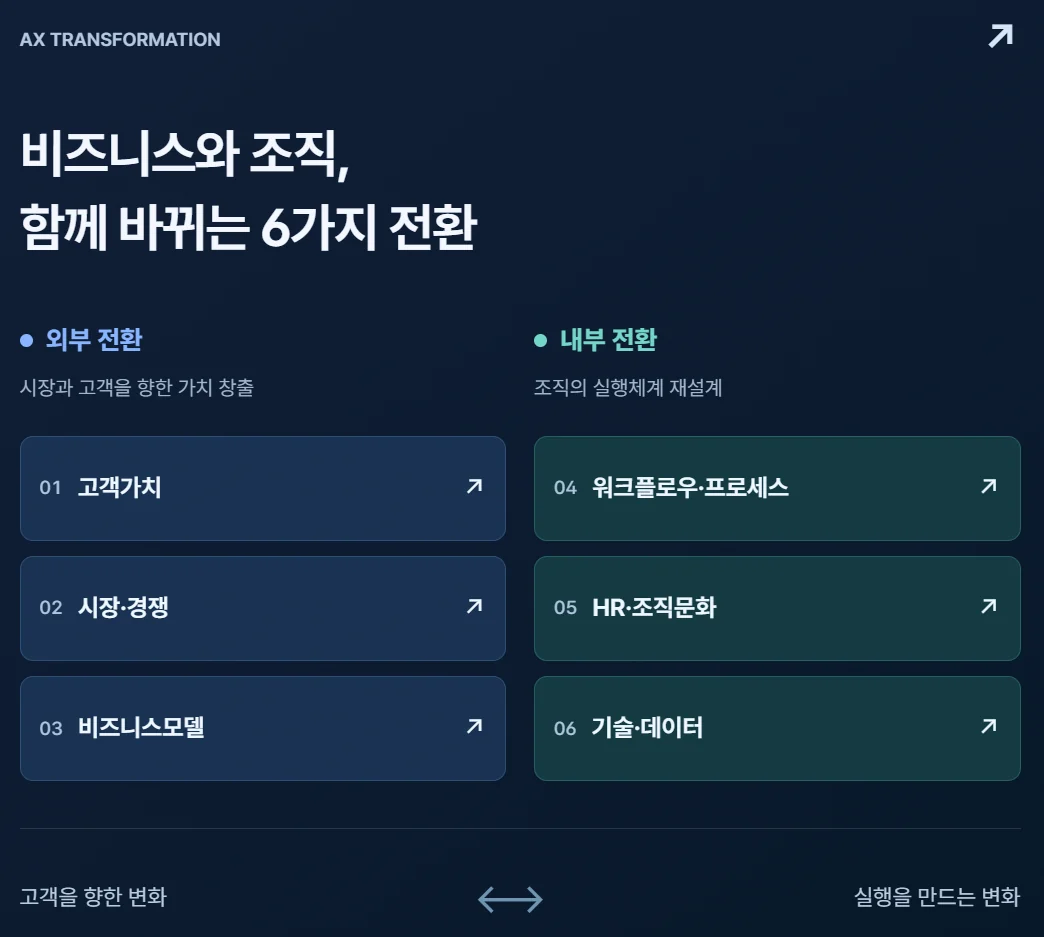 AX TRANSFORMATION
비즈니스와 조직,
함께 바뀌는 6가지 전환
외부 전환
시장과 고객을 향한 가치 창출
01 고객가치
02 시장·경쟁
03 비즈니스모델
내부 전환
조직의 실행체계 재설계
04 워크플로우·프로세스
05 HR·조직문화
06 기술·데이터
고객을 향한 변화
실행을 만드는 변화